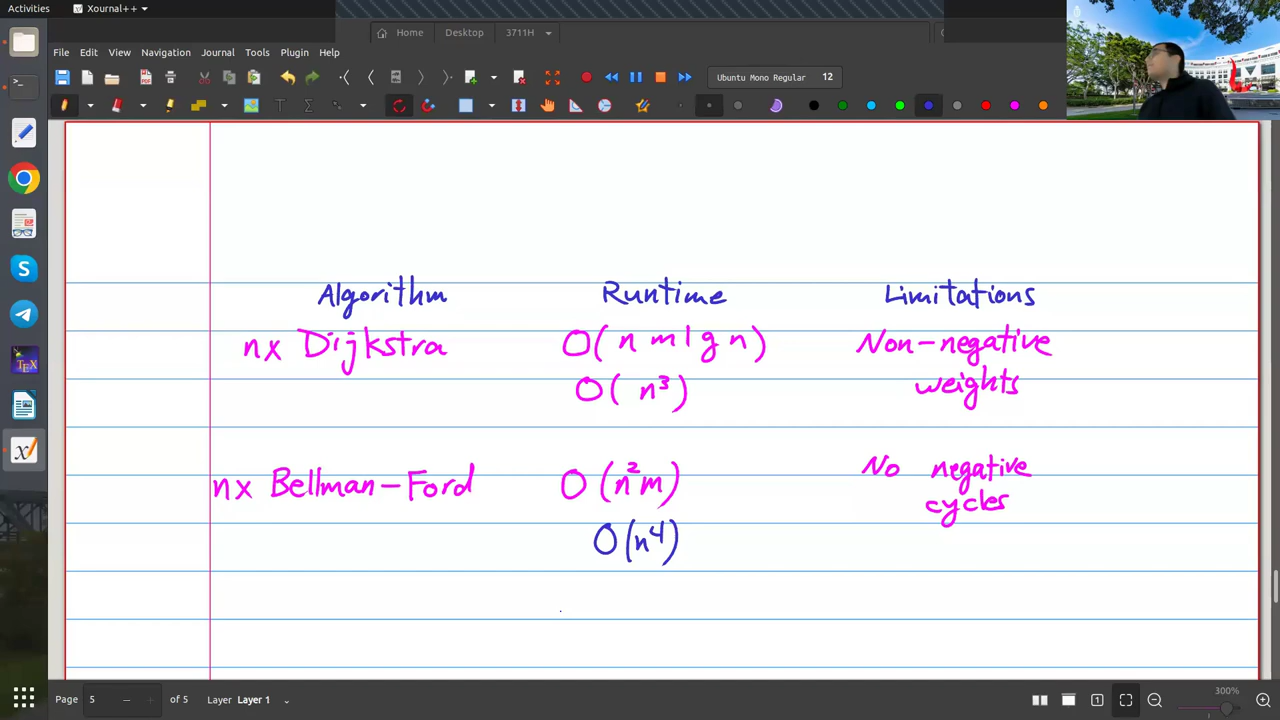 Activities Xournal++
Home Desktop 3711H
File Edit View Navigation Journal Tools Plugin Help
Ubuntu Mono Regular 12
Algorithm Runtime Limitations
nx Dijkstra O(n m lg n) Non-negative
O(n³) weights
nx Bellman-Ford O(n²m) No negative
cycles
O(n⁴)
Page 5 of 5 Layer Layer 1 300%